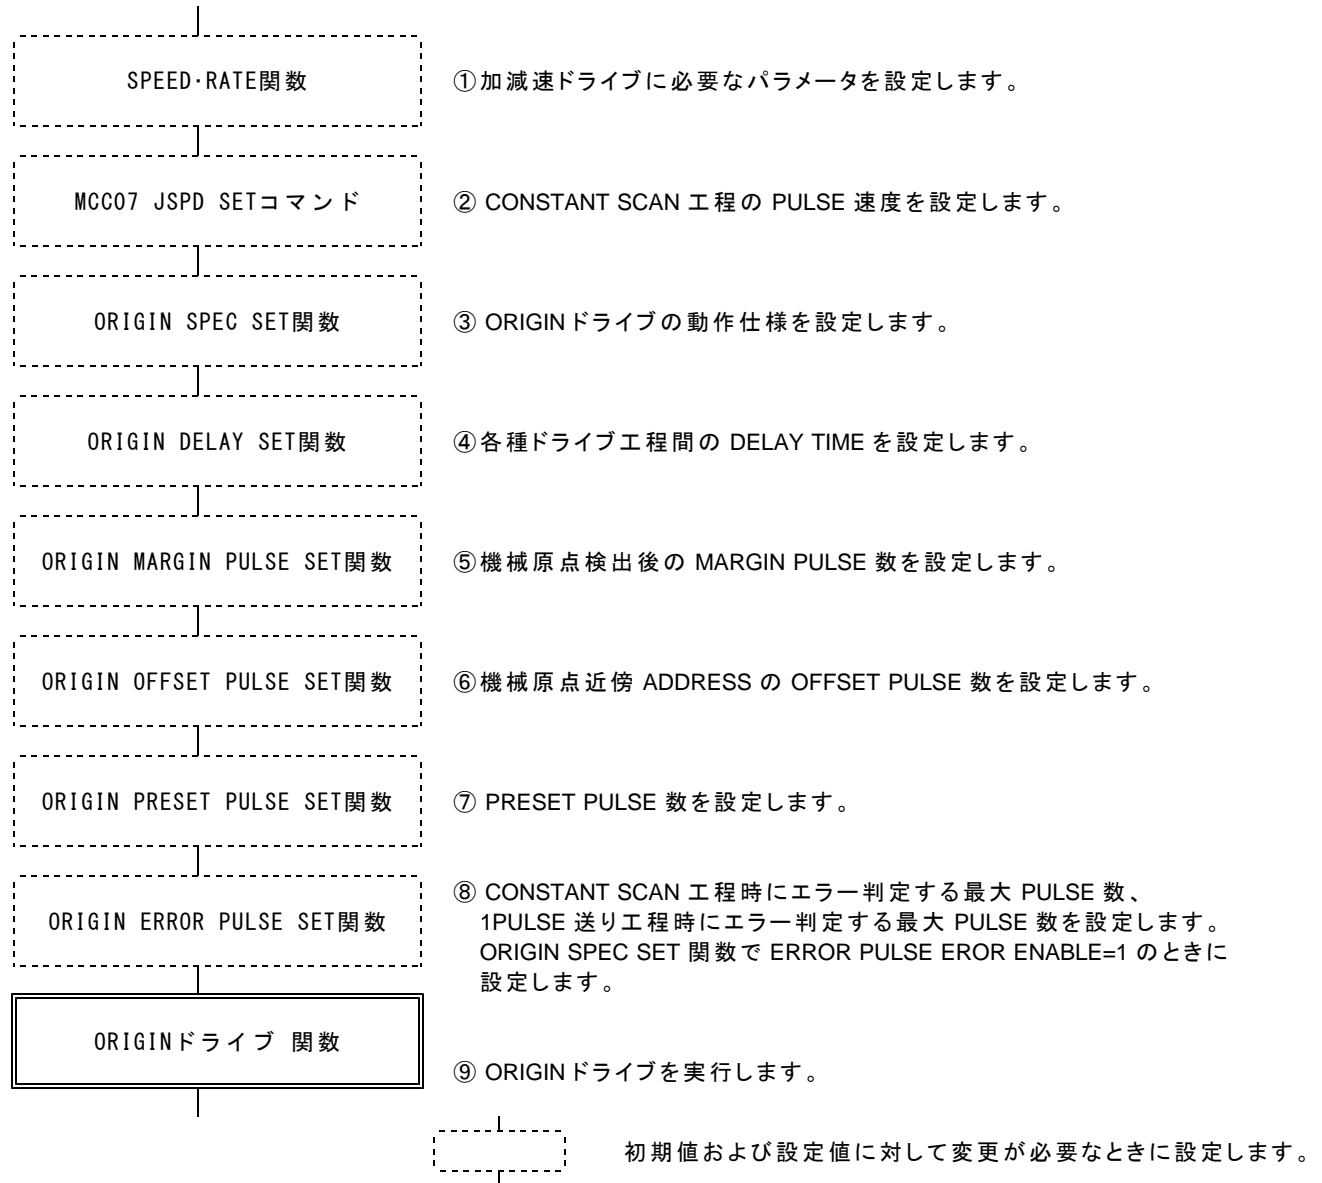 SPEED・RATE関数
①加減速ドライブに必要なパラメータを設定します。
MCC07 JSPD SETコマンド
② CONSTANT SCAN 工程の PULSE 速度を設定します。
ORIGIN SPEC SET関数
③ ORIGINドライブの動作仕様を設定します。
ORIGIN DELAY SET関数
④各種ドライブ工程間の DELAY TIME を設定します。
ORIGIN MARGIN PULSE SET関数
⑤機械原点検出後の MARGIN PULSE 数を設定します。
ORIGIN OFFSET PULSE SET関数
⑥機械原点近傍 ADDRESS の OFFSET PULSE 数を設定します。
ORIGIN PRESET PULSE SET関数
⑦ PRESET PULSE 数を設定します。
ORIGIN ERROR PULSE SET関数
⑧ CONSTANT SCAN 工程時にエラー判定する最大 PULSE 数、
1PULSE 送り工程時にエラー判定する最大 PULSE 数を設定します。
ORIGIN SPEC SET 関数で ERROR PULSE EROR ENABLE=1 のときに
設定します。
ORIGINドライブ 関数
⑨ ORIGINドライブを実行します。
初期値および設定値に対して変更が必要なときに設定します。